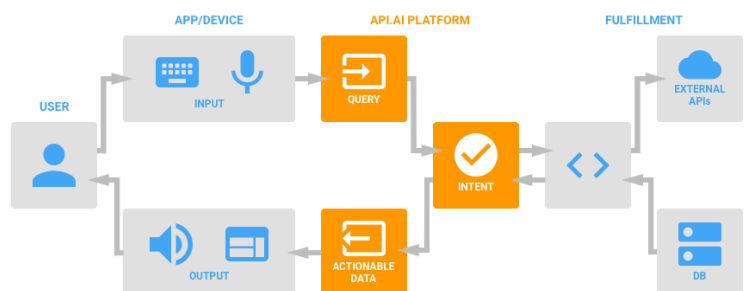 APP/DEVICE
API.AI PLATFORM
FULFILLMENT
USER
INPUT
QUERY
EXTERNAL
APIs
INTENT
OUTPUT
ACTIONABLE
DATA
DB